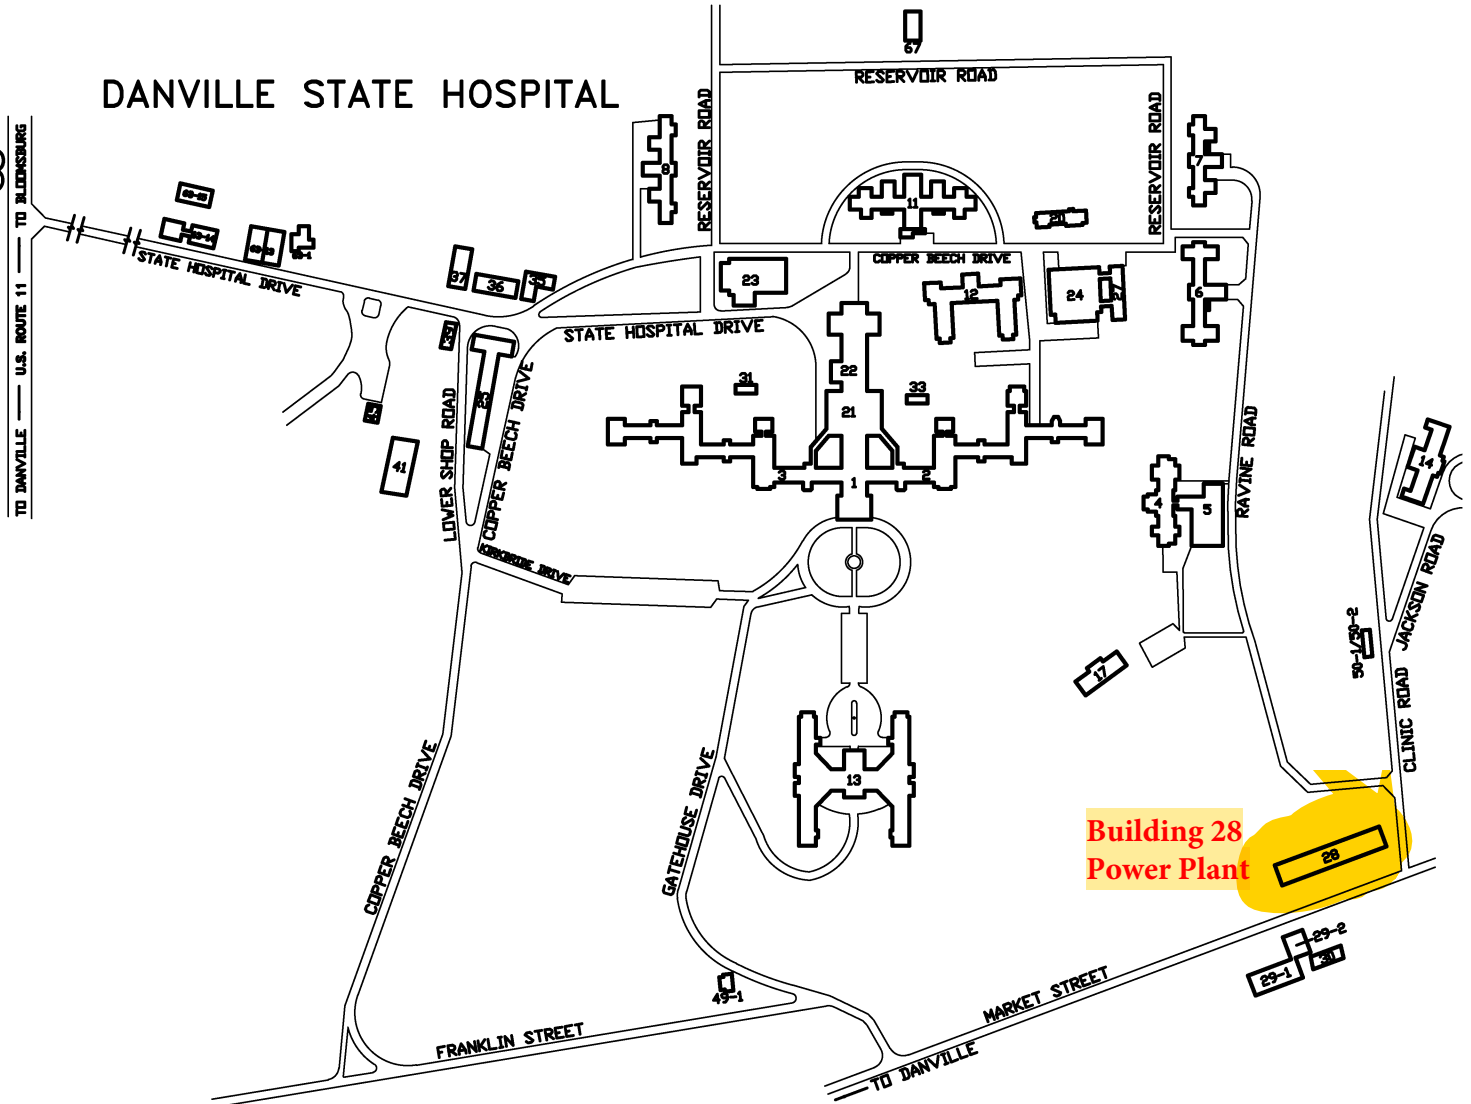 67
RESERVOIR ROAD
DANVILLE STATE HOSPITAL
RESERVOIR ROAD
RESERVOIR ROAD
TO DANVILLE — U.S. ROUTE 11 — TO BLOOMSBURG
8
7
11
20
STATE HOSPITAL DRIVE
COPPER BEECH DRIVE
37
36
35
23
12
24
27
6
39
STATE HOSPITAL DRIVE
22
31
33
21
43
25
41
LOWER SHOP ROAD
COPPER BEECH DRIVE
KIRKBRIDE DRIVE
3
1
2
4
5
RAVINE ROAD
14
JACKSON ROAD
50-1/50-2
17
CLINIC ROAD
13
COPPER BEECH DRIVE
GATEHOUSE DRIVE
Building 28
Power Plant
28
29-2
30
29-1
49-1
MARKET STREET
FRANKLIN STREET
TO DANVILLE